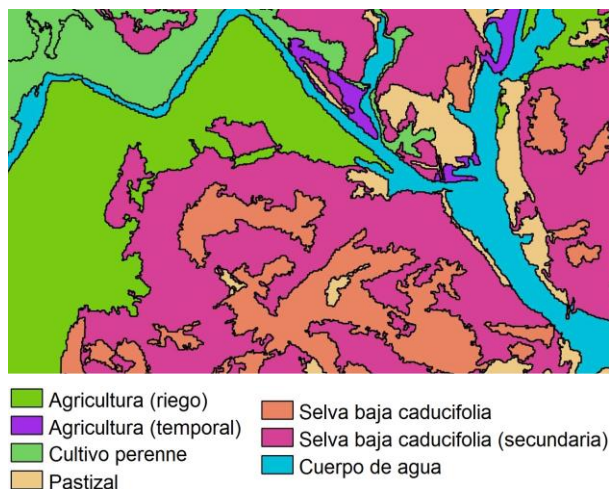 Agricultura (riego)
Agricultura (temporal)
Cultivo perenne
Pastizal
Selva baja caducifolia
Selva baja caducifolia (secundaria)
Cuerpo de agua